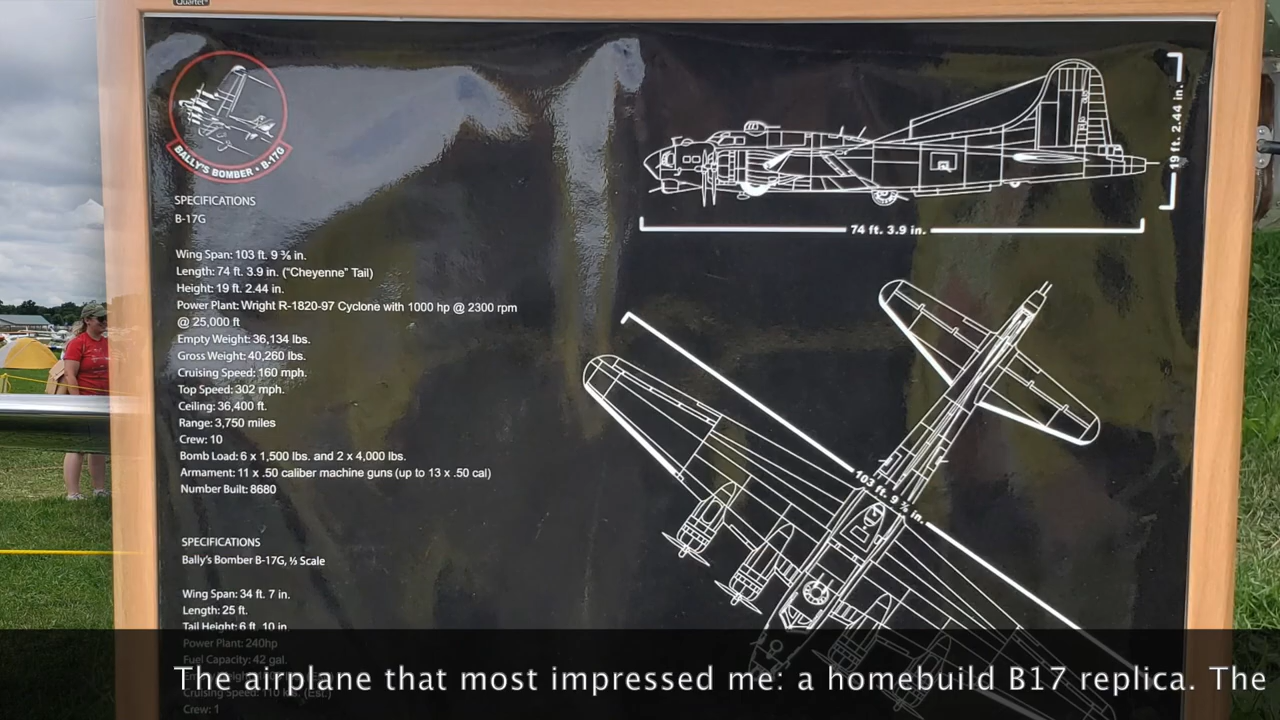 Quartet
BALLY'S BOMBER • B-17G
SPECIFICATIONS
B-17G
Wing Span: 103 ft. 9 ⅜ in.
Length: 74 ft. 3.9 in. ("Cheyenne" Tail)
Height: 19 ft. 2.44 in.
Power Plant: Wright R-1820-97 Cyclone with 1000 hp @ 2300 rpm
@ 25,000 ft
Empty Weight: 36,134 lbs.
Gross Weight: 40,260 lbs.
Cruising Speed: 160 mph.
Top Speed: 302 mph.
Ceiling: 36,400 ft.
Range: 3,750 miles
Crew: 10
Bomb Load: 6 x 1,500 lbs. and 2 x 4,000 lbs.
Armament: 11 x .50 caliber machine guns (up to 13 x .50 cal)
Number Built: 8680
SPECIFICATIONS
Bally's Bomber B-17G, ⅓ Scale
Wing Span: 34 ft. 7 in.
Length: 25 ft.
Tail Height: 6 ft. 10 in.
Power Plant: 240hp
Fuel Capacity: 42 gal.
Cruising Speed: 110 (Est.)
Crew: 1
19 ft. 2.44 in.
74 ft. 3.9 in.
103 ft. 9 ⅜ in.
The airplane that most impressed me: a homebuild B17 replica. The